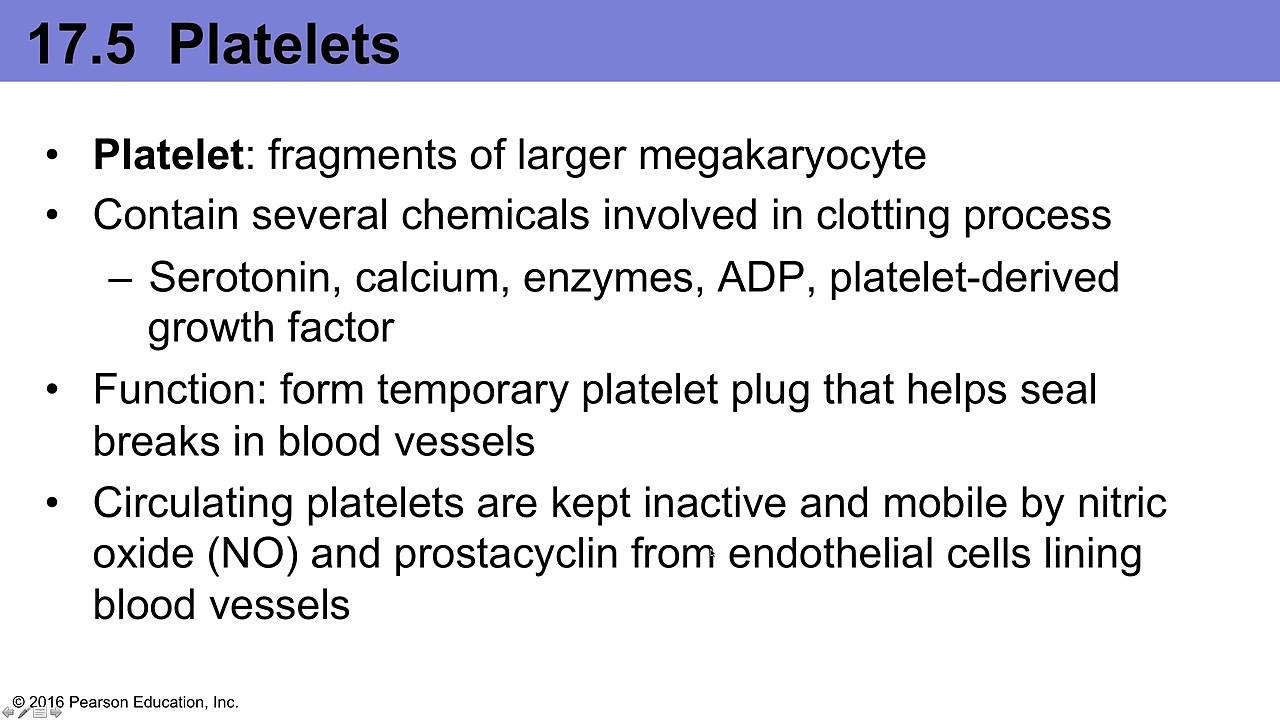 17.5 Platelets
• Platelet: fragments of larger megakaryocyte
• Contain several chemicals involved in clotting process
– Serotonin, calcium, enzymes, ADP, platelet-derived
growth factor
• Function: form temporary platelet plug that helps seal
breaks in blood vessels
• Circulating platelets are kept inactive and mobile by nitric
oxide (NO) and prostacyclin from endothelial cells lining
blood vessels
© 2016 Pearson Education, Inc.